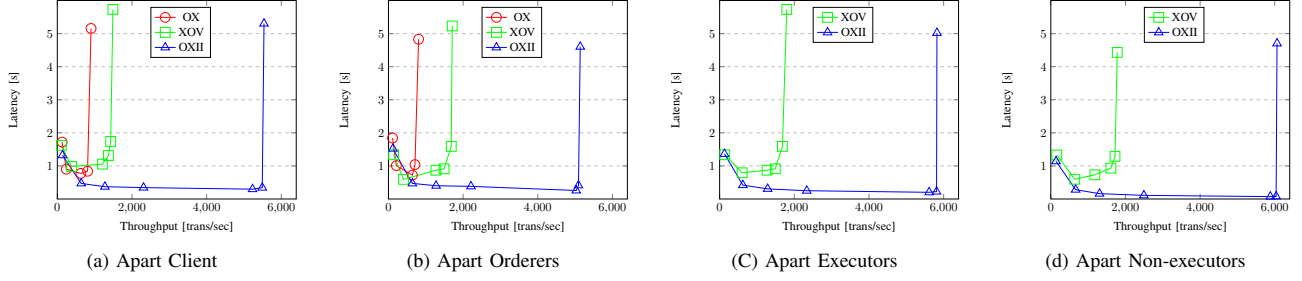 5
4
3
2
1
Latency [s]
0
2,000
4,000
6,000
Throughput [trans/sec]
OX
XOV
OXII
(a) Apart Client
5
4
3
2
1
Latency [s]
0
2,000
4,000
6,000
Throughput [trans/sec]
OX
XOV
OXII
(b) Apart Orderers
5
4
3
2
1
Latency [s]
0
2,000
4,000
6,000
Throughput [trans/sec]
XOV
OXII
(C) Apart Executors
5
4
3
2
1
Latency [s]
0
2,000
4,000
6,000
Throughput [trans/sec]
XOV
OXII
(d) Apart Non-executors